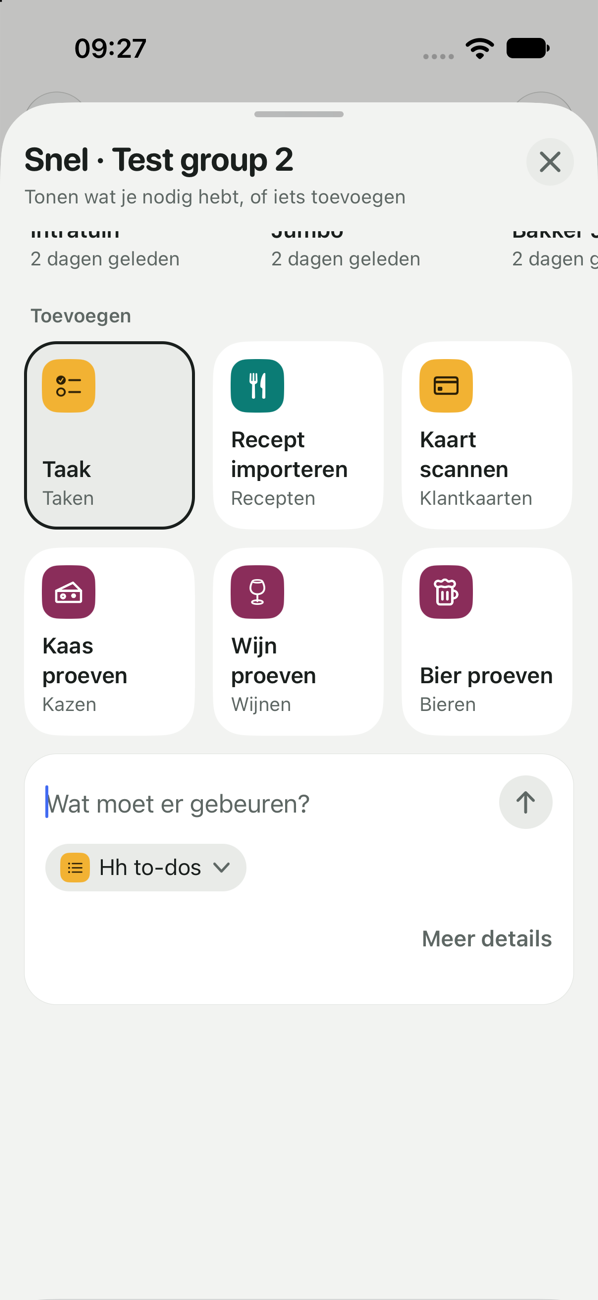 09:27
Snel · Test group 2
Tonen wat je nodig hebt, of iets toevoegen
Intratuin
Jumbo
Bakker J
2 dagen geleden
2 dagen geleden
2 dagen g
Toevoegen
Taak
Taken
Recept
importeren
Recepten
Kaart
scannen
Klantkaarten
Kaas
proeven
Kazen
Wijn
proeven
Wijnen
Bier proeven
Bieren
Wat moet er gebeuren?
Hh to-dos
Meer details